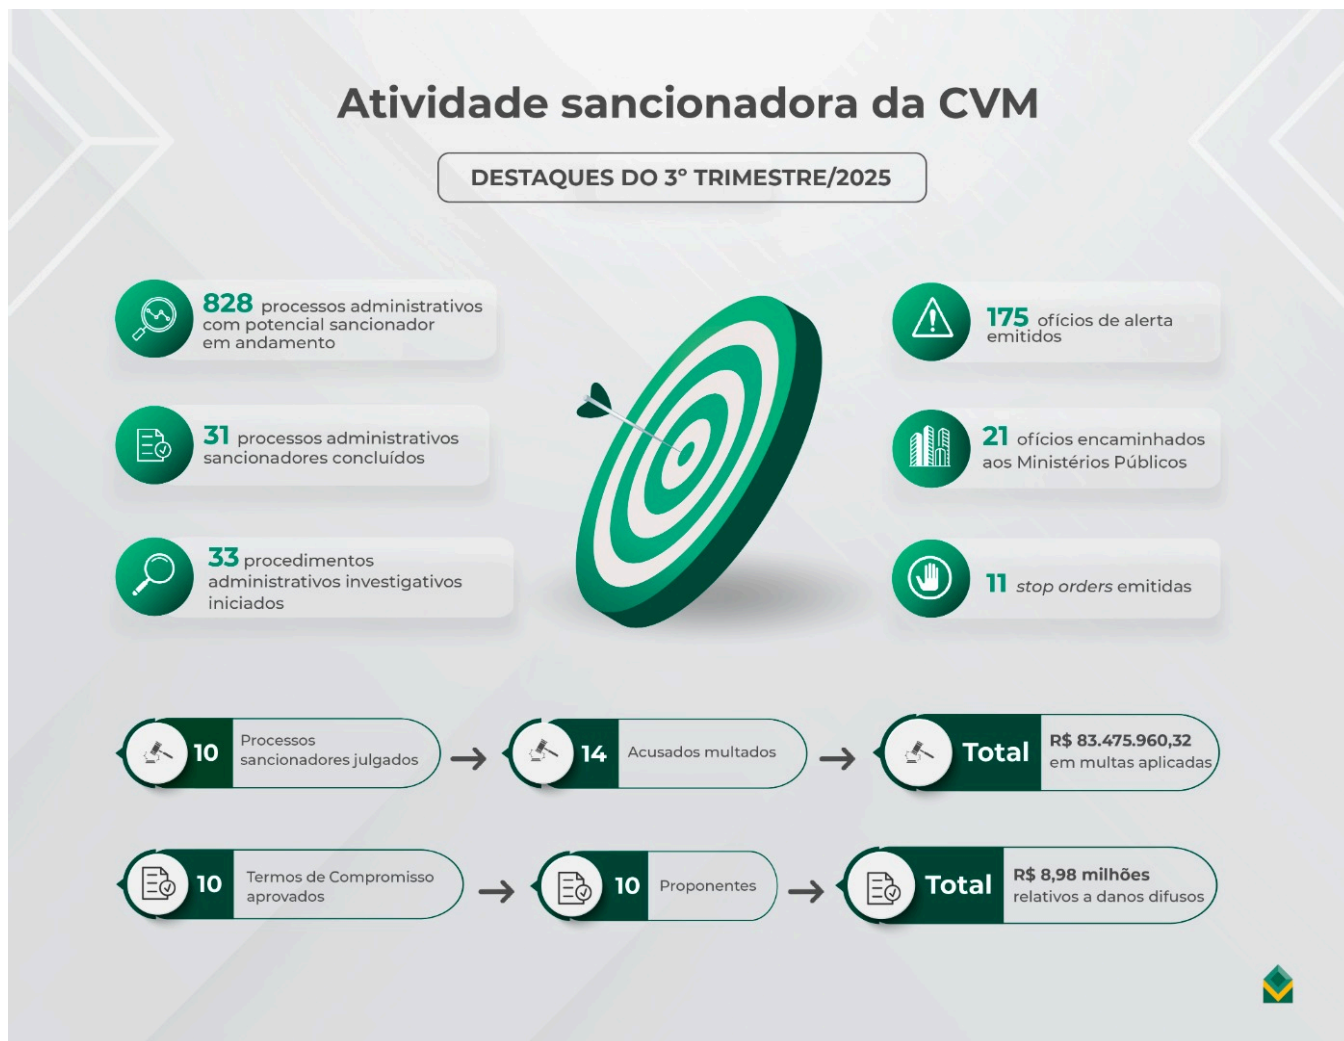 Atividade sancionadora da CVM
DESTAQUES DO 3º TRIMESTRE/2025
828 processos administrativos
com potencial sancionador
em andamento
31 processos administrativos
sancionadores concluídos
33 procedimentos
administrativos investigativos
iniciados
175 ofícios de alerta
emitidos
21 ofícios encaminhados
aos Ministérios Públicos
11 stop orders emitidas
10 Processos
sancionadores julgados
14 Acusados multados
Total R$ 83.475.960,32
em multas aplicadas
10 Termos de Compromisso
aprovados
10 Proponentes
Total R$ 8,98 milhões
relativos a danos difusos